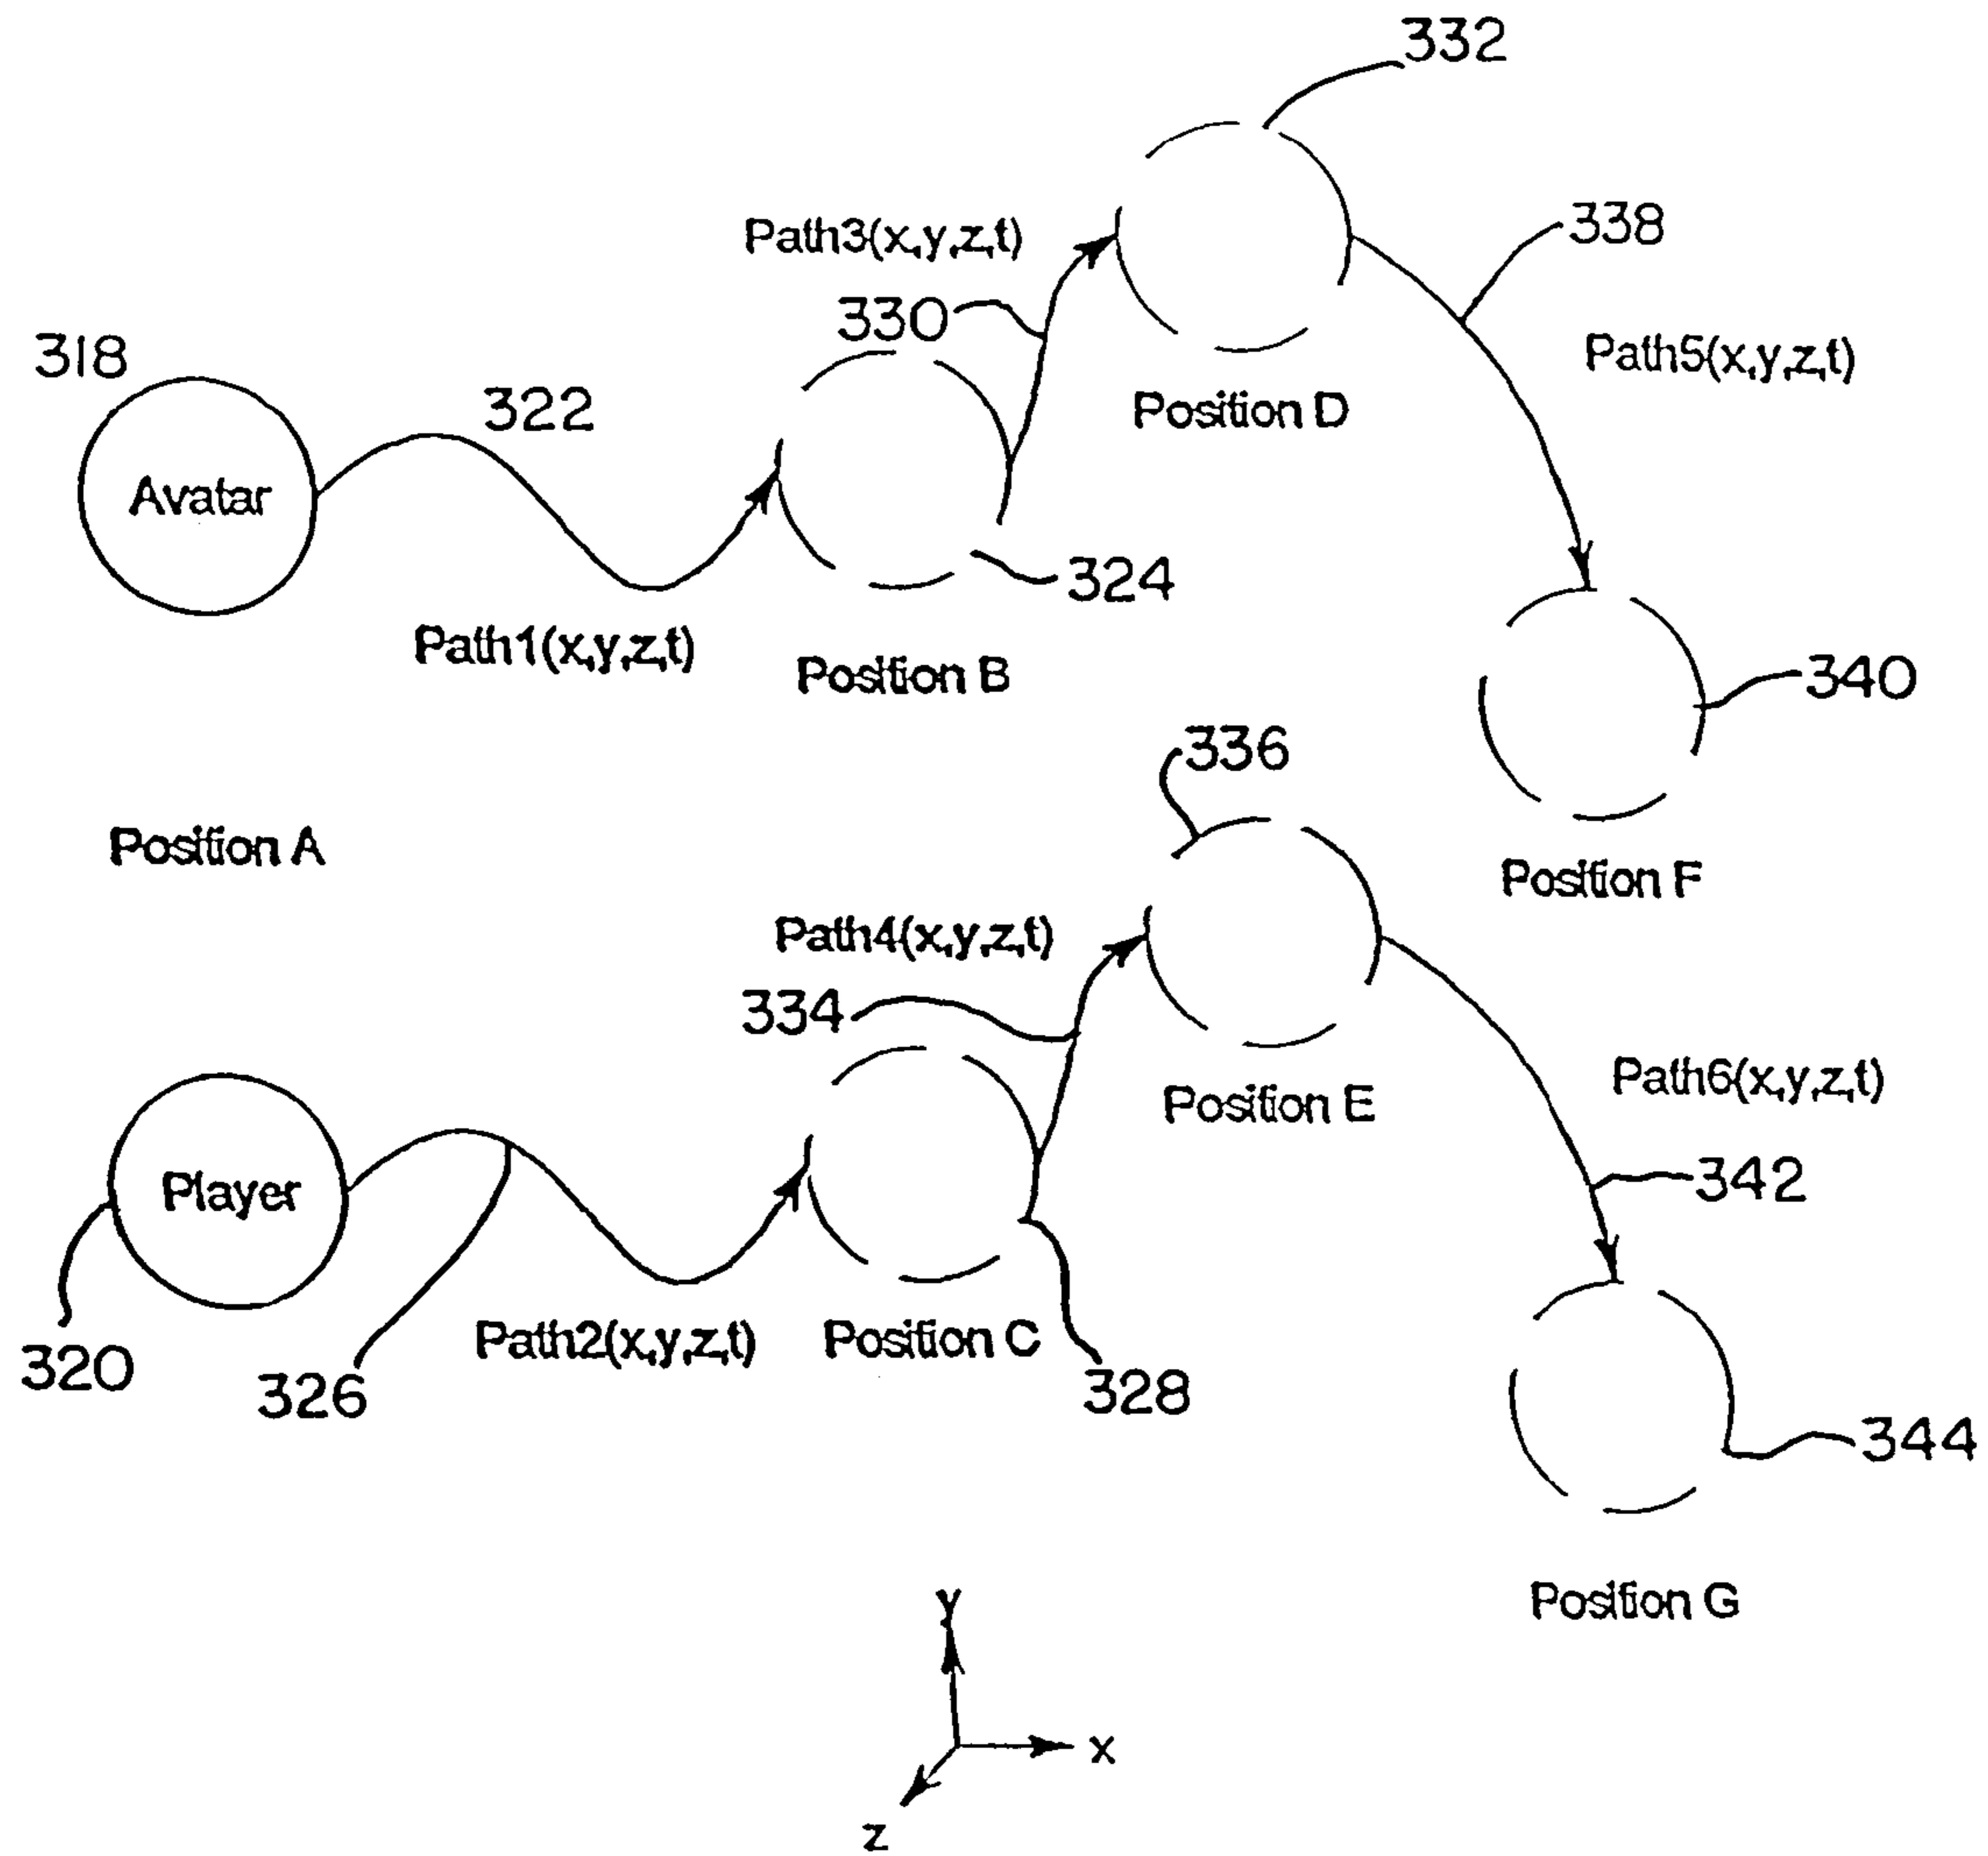 332
338
Path3(x,y,z,t)
330
318
Path5(x,y,z,t)
322
Position D
Avatar
324
Path1(x,y,z,t)
Position B
340
336
Position A
Position F
Path4(x,y,z,t)
334
Path6(x,y,z,t)
Position E
342
Player
Path2(x,y,z,t)
Position C
320
326
328
344
Position G
y
x
z